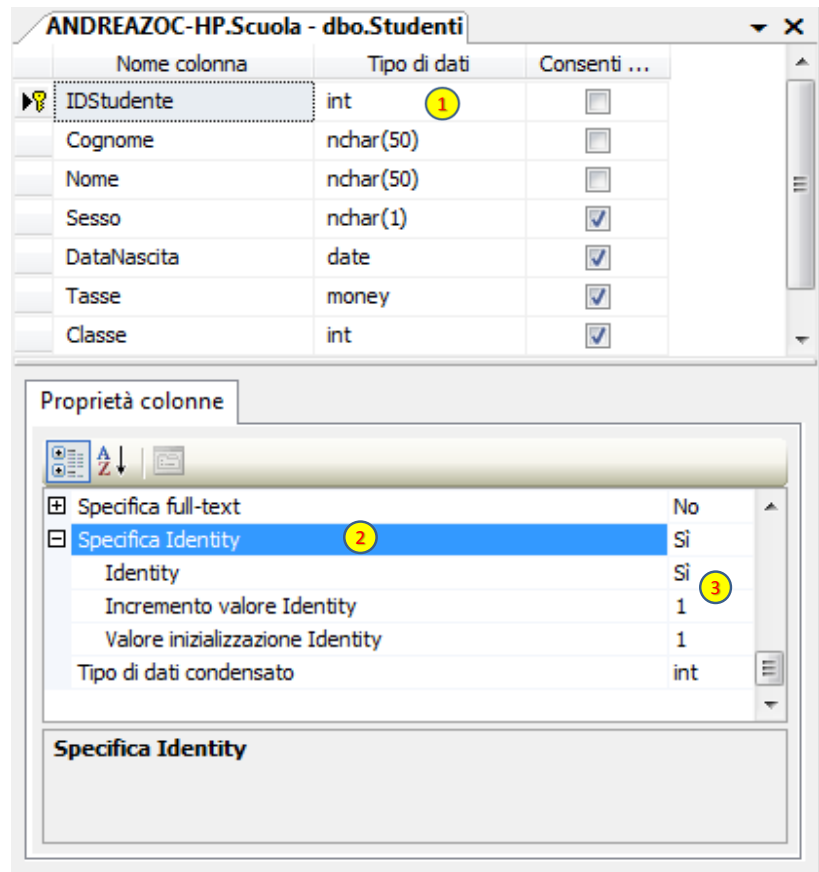 ANDREAZOC-HP.Scuola - dbo.Studenti
Nome colonna Tipo di dati Consenti ...
IDStudente int 1
Cognome nchar(50)
Nome nchar(50)
Sesso nchar(1)
DataNascita date
Tasse money
Classe int
Proprietà colonne
A
Z
Specifica full-text No
Specifica Identity 2 Sì
Identity Sì
3
Incremento valore Identity 1
Valore inizializzazione Identity 1
Tipo di dati condensato int
Specifica Identity